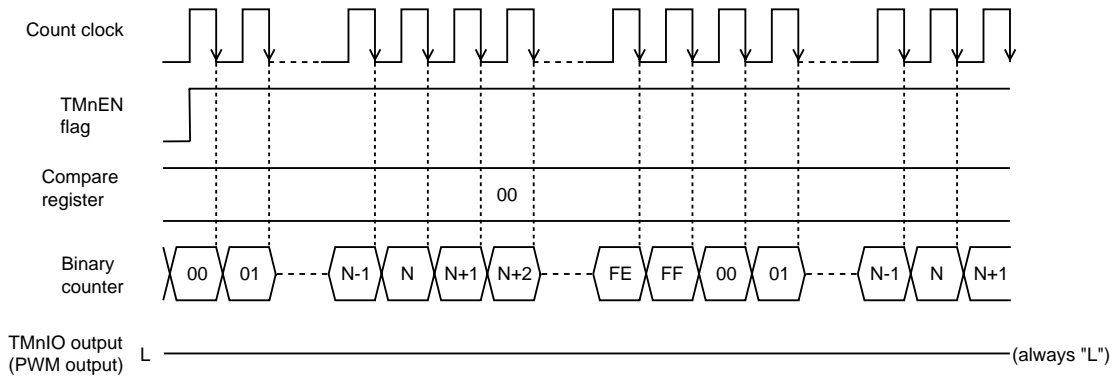 Count clock
TMnEN
flag
Compare
register
00
Binary
counter
00 01 N-1 N N+1 N+2 FE FF 00 01 N-1 N N+1
TMnIO output
(PWM output)
L
(always "L")